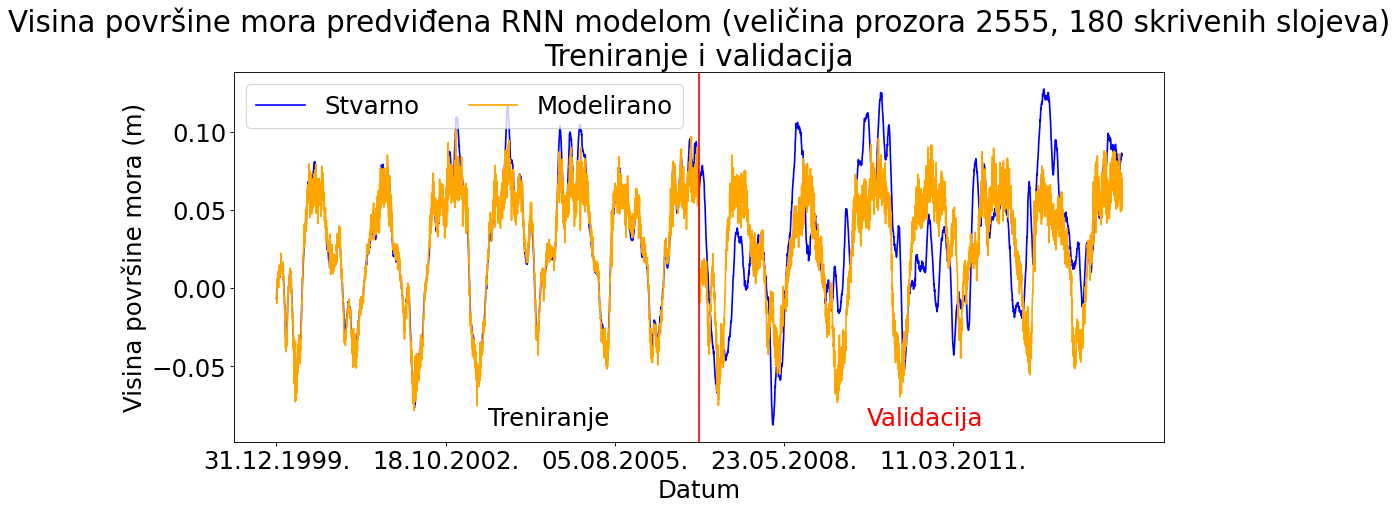 Visina površine mora predviđena RNN modelom (veličina prozora 2555, 180 skrivenih slojeva)
Treniranje i validacija
Stvarno Modelirano
Visina površine mora (m)
0.10
0.05
0.00
−0.05
Treniranje
Validacija
31.12.1999. 18.10.2002. 05.08.2005. 23.05.2008. 11.03.2011.
Datum